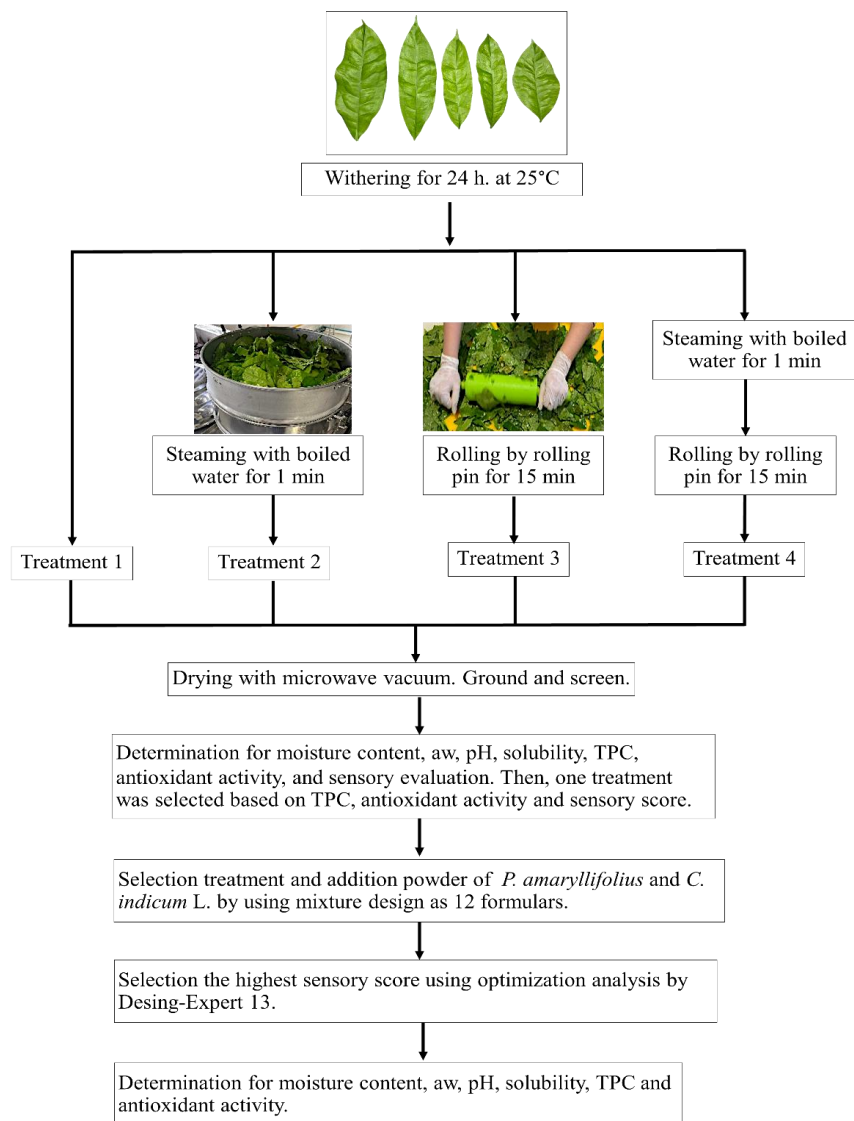 Withering for 24 h. at 25°C
Steaming with boiled
water for 1 min
Steaming with boiled
water for 1 min
Rolling by rolling
pin for 15 min
Rolling by rolling
pin for 15 min
Treatment 1
Treatment 2
Treatment 3
Treatment 4
Drying with microwave vacuum. Ground and screen.
Determination for moisture content, aw, pH, solubility, TPC,
antioxidant activity, and sensory evaluation. Then, one treatment
was selected based on TPC, antioxidant activity and sensory score.
Selection treatment and addition powder of P. amaryllifolius and C.
indicum L. by using mixture design as 12 formulars.
Selection the highest sensory score using optimization analysis by
Desing-Expert 13.
Determination for moisture content, aw, pH, solubility, TPC and
antioxidant activity.